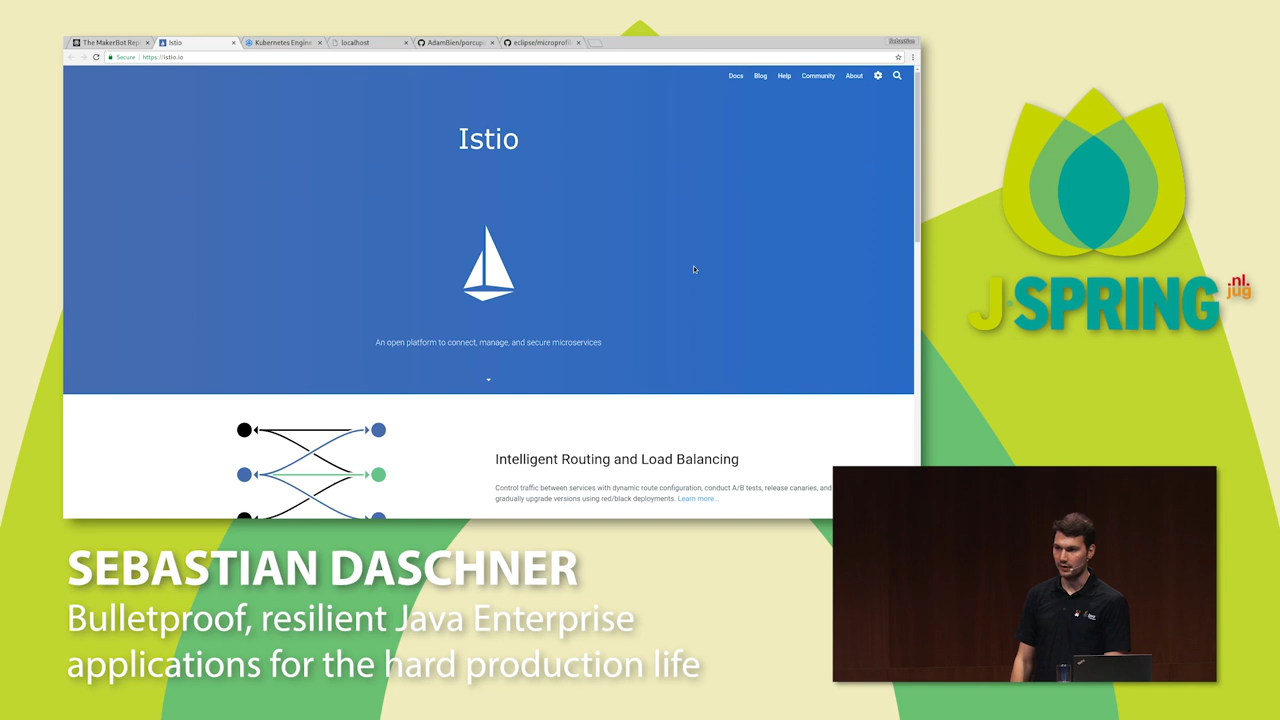 The MakerBot Rep
Istio
Kubernetes Engine
localhost
AdamBien/porcup
eclipse/microprofil
Sebastian
Secure
https://istio.io
Docs
Blog
Help
Community
About
Istio
An open platform to connect, manage, and secure microservices
Intelligent Routing and Load Balancing
Control traffic between services with dynamic route configuration, conduct A/B tests, release canaries, and
gradually upgrade versions using red/black deployments. Learn more...
J·SPRING
.nl.
jug
SEBASTIAN DASCHNER
Bulletproof, resilient Java Enterprise
applications for the hard production life